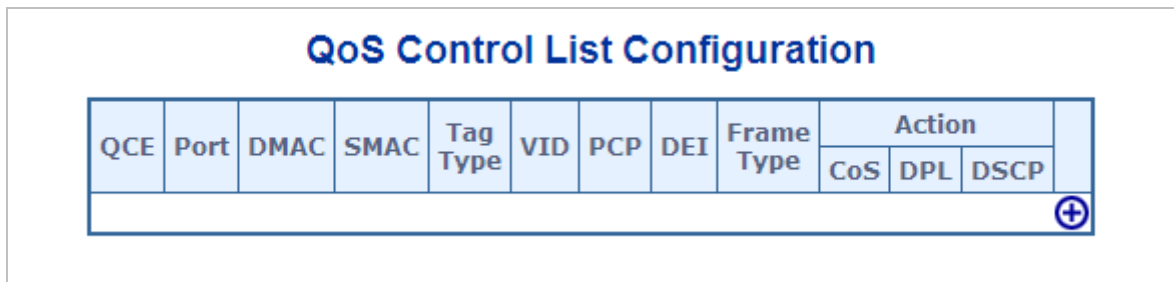 QoS Control List Configuration
QCE Port DMAC SMAC Tag Type VID PCP DEI Frame Type Action
CoS DPL DSCP